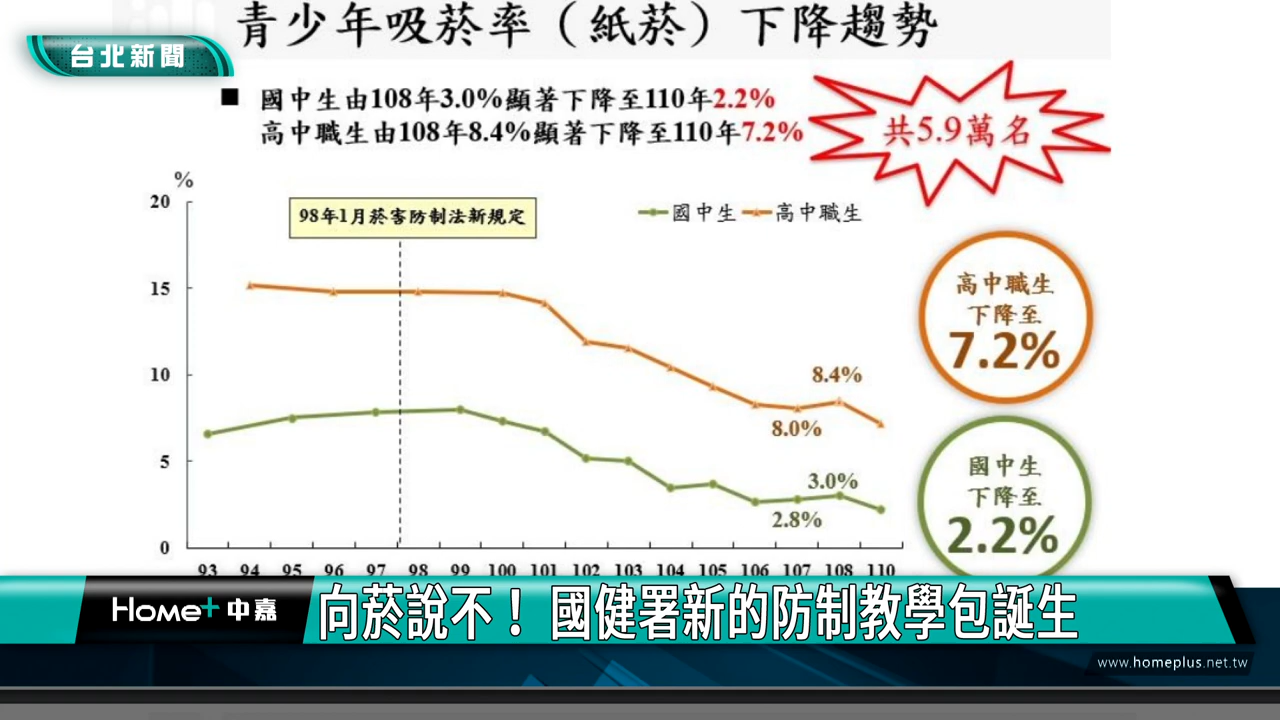 青少年吸菸率（紙菸）下降趨勢
台北新聞
■ 國中生由108年3.0%顯著下降至110年2.2%
高中職生由108年8.4%顯著下降至110年7.2%
共5.9萬名
%
20
15
10
5
0
98年1月菸害防制法新規定
國中生 高中職生
8.4%
8.0%
3.0%
2.8%
高中職生
下降至
7.2%
國中生
下降至
2.2%
93 94 95 96 97 98 99 100 101 102 103 104 105 106 107 108 110
Home+中嘉
向菸說不！國健署新的防制教學包誕生
www.homeplus.net.tw